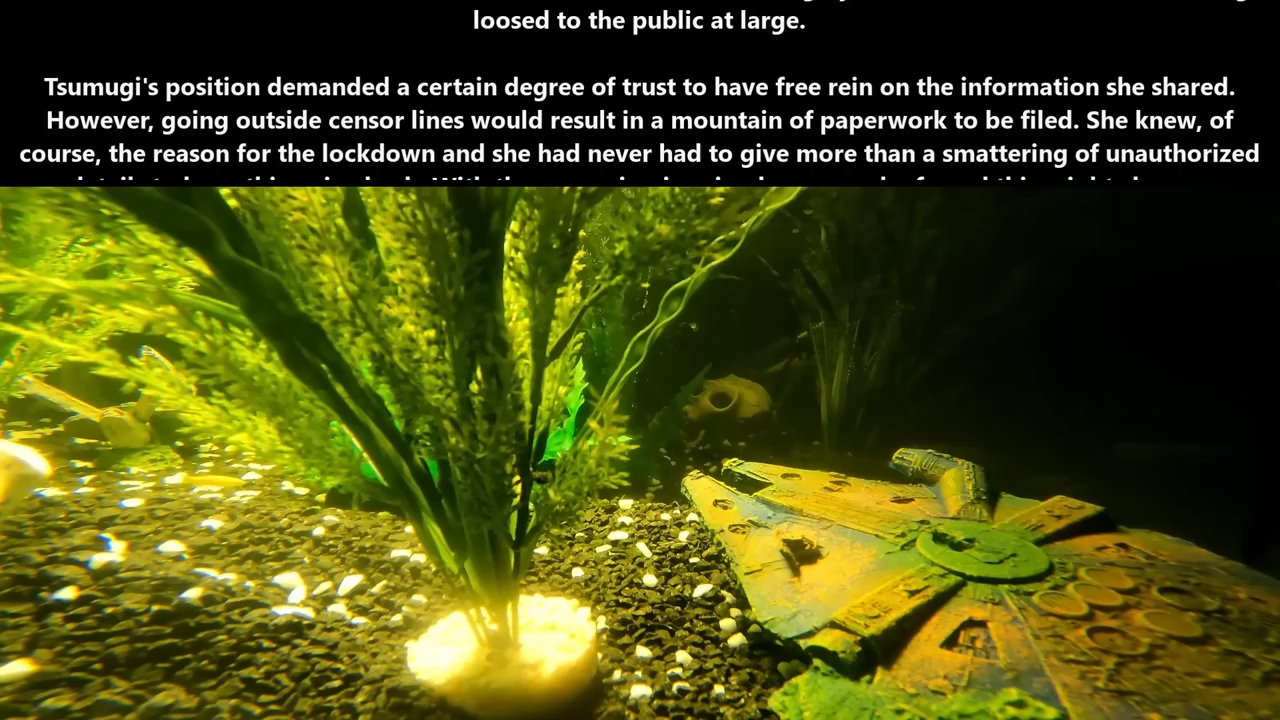 loosed to the public at large.
Tsumugi's position demanded a certain degree of trust to have free rein on the information she shared.
However, going outside censor lines would result in a mountain of paperwork to be filed. She knew, of
course, the reason for the lockdown and she had never had to give more than a smattering of unauthorized